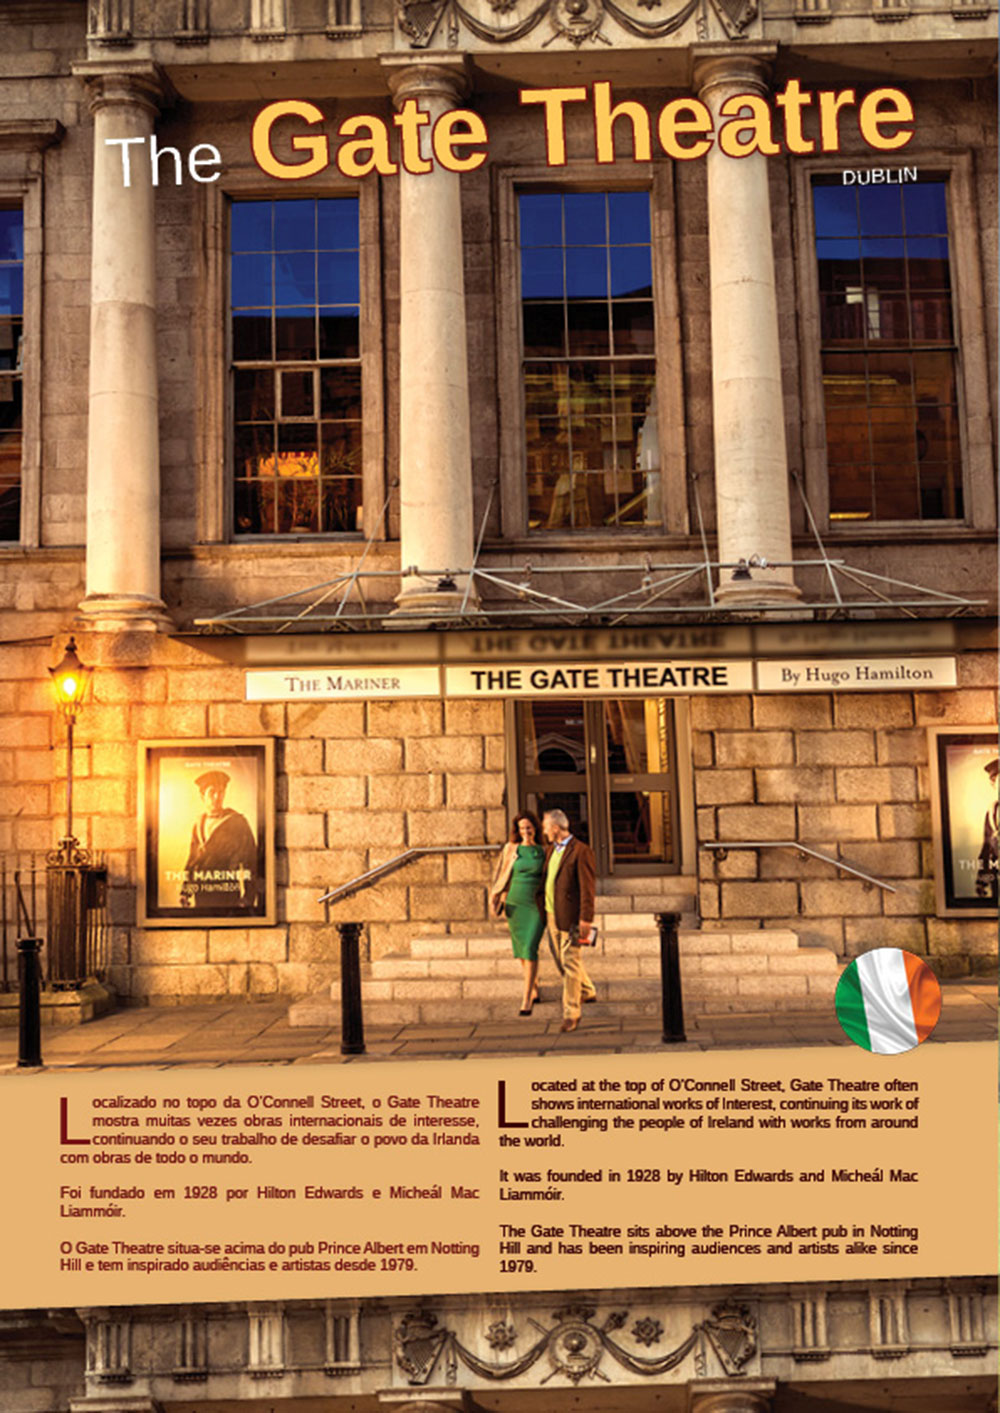 The Gate Theatre
DUBLIN
THE GATE THEATRE
THE MARINER
THE GATE THEATRE
By Hugo Hamilton
GATE THEATRE
THE MARINER
Hugo Hamilton
THE M
Localizado no topo da O'Connell Street, o Gate Theatre
mostra muitas vezes obras internacionais de interesse,
continuando o seu trabalho de desafiar o povo da Irlanda
com obras de todo o mundo.
Foi fundado em 1928 por Hilton Edwards e Micheál Mac
Liammóir.
O Gate Theatre situa-se acima do pub Prince Albert em Notting
Hill e tem inspirado audiências e artistas desde 1979.
Located at the top of O'Connell Street, Gate Theatre often
shows international works of Interest, continuing its work of
challenging the people of Ireland with works from around
the world.
It was founded in 1928 by Hilton Edwards and Micheál Mac
Liammóir.
The Gate Theatre sits above the Prince Albert pub in Notting
Hill and has been inspiring audiences and artists alike since
1979.